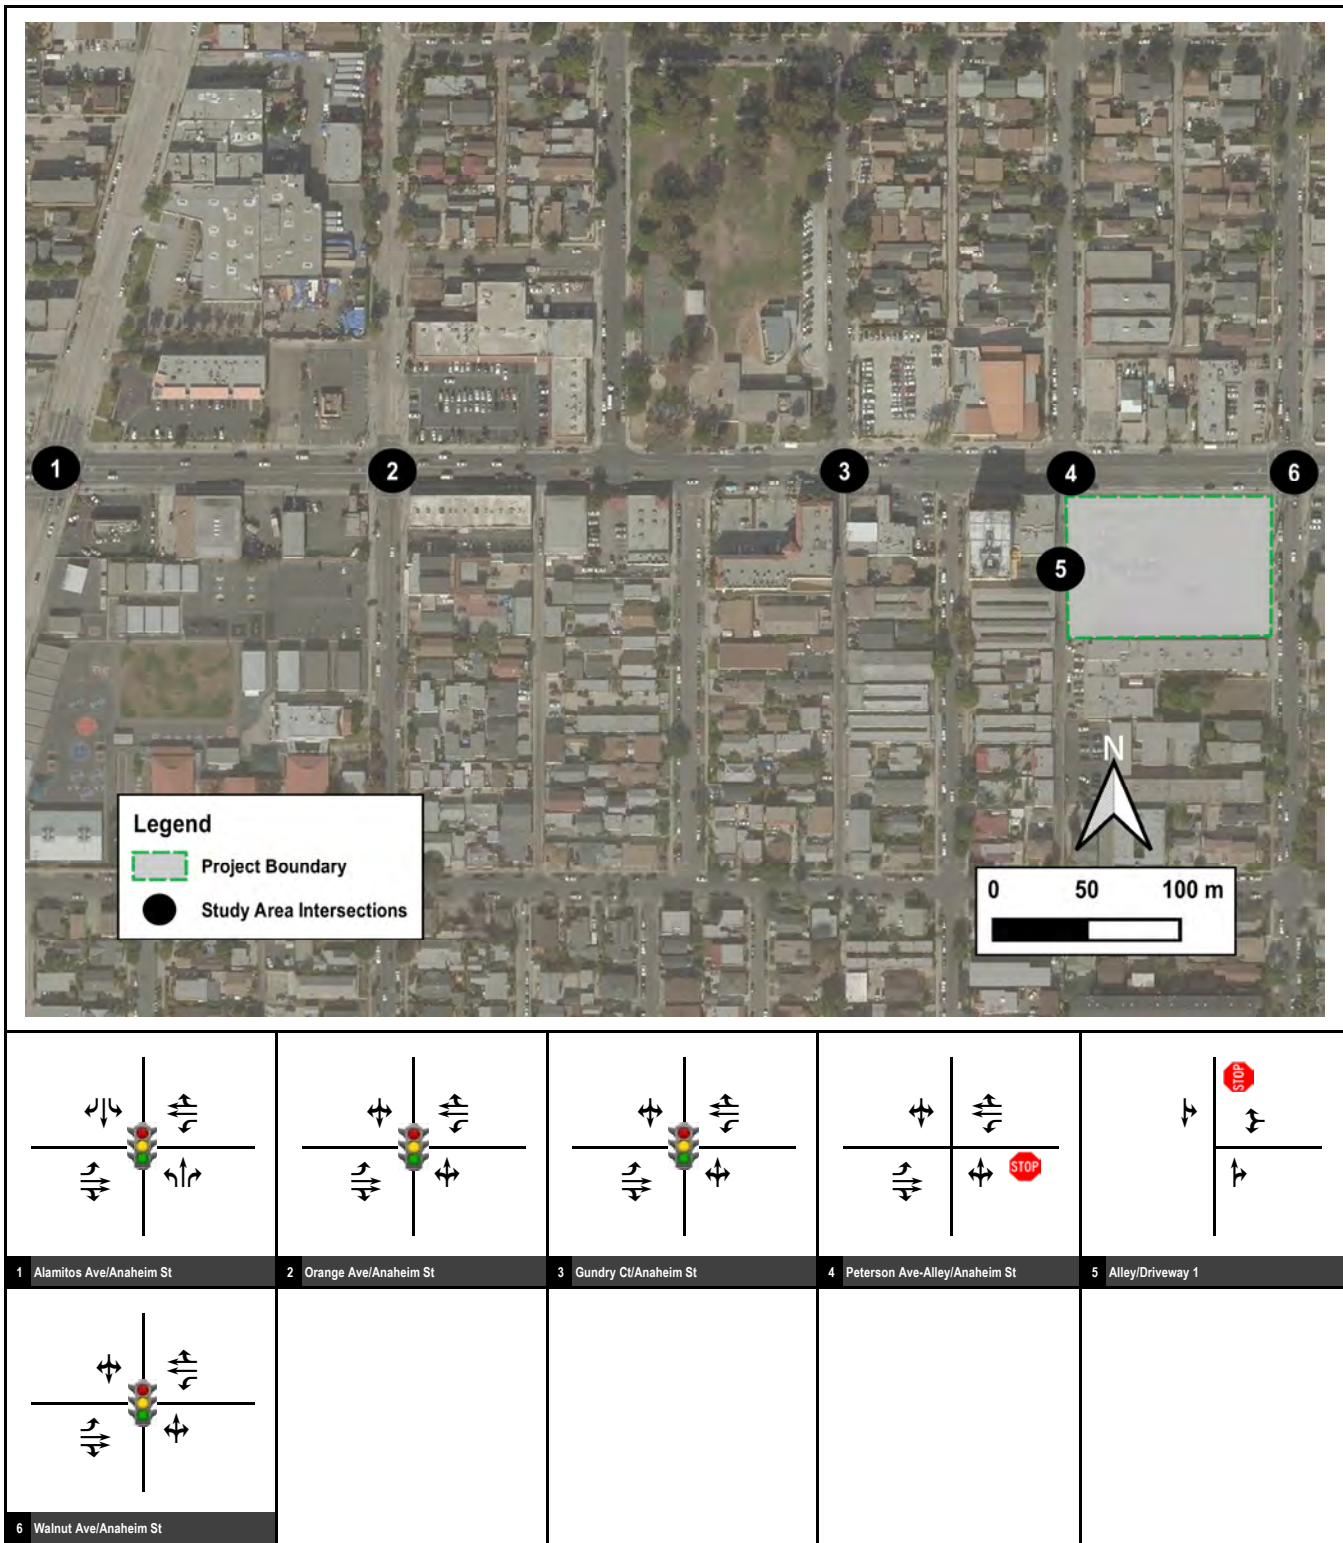 1
2
3
4
6
5
N
Legend
Project Boundary
Study Area Intersections
0 50 100 m
STOP
STOP
1 Alamitos Ave/Anaheim St
2 Orange Ave/Anaheim St
3 Gundry Ct/Anaheim St
4 Peterson Ave-Alley/Anaheim St
5 Alley/Driveway 1
6 Walnut Ave/Anaheim St